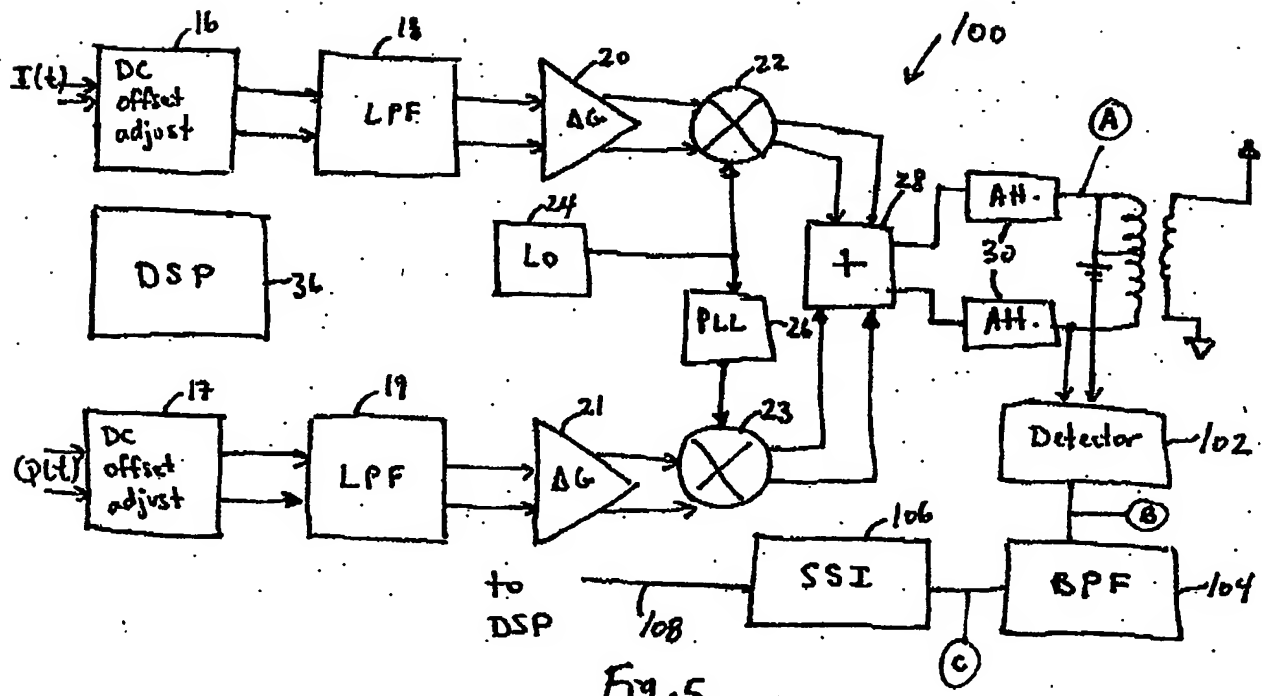 16
18
20
22
100
I(t)
DC
offset
adjust
LPF
ΔG
A
24
28
Att.
LO
30
DSP
36
+
PLL
26
Att.
17
19
21
23
Q(t)
DC
offset
adjust
LPF
ΔG
Detector
102
B
106
SSI
BPF
104
to
DSP
108
C
Fig. 5